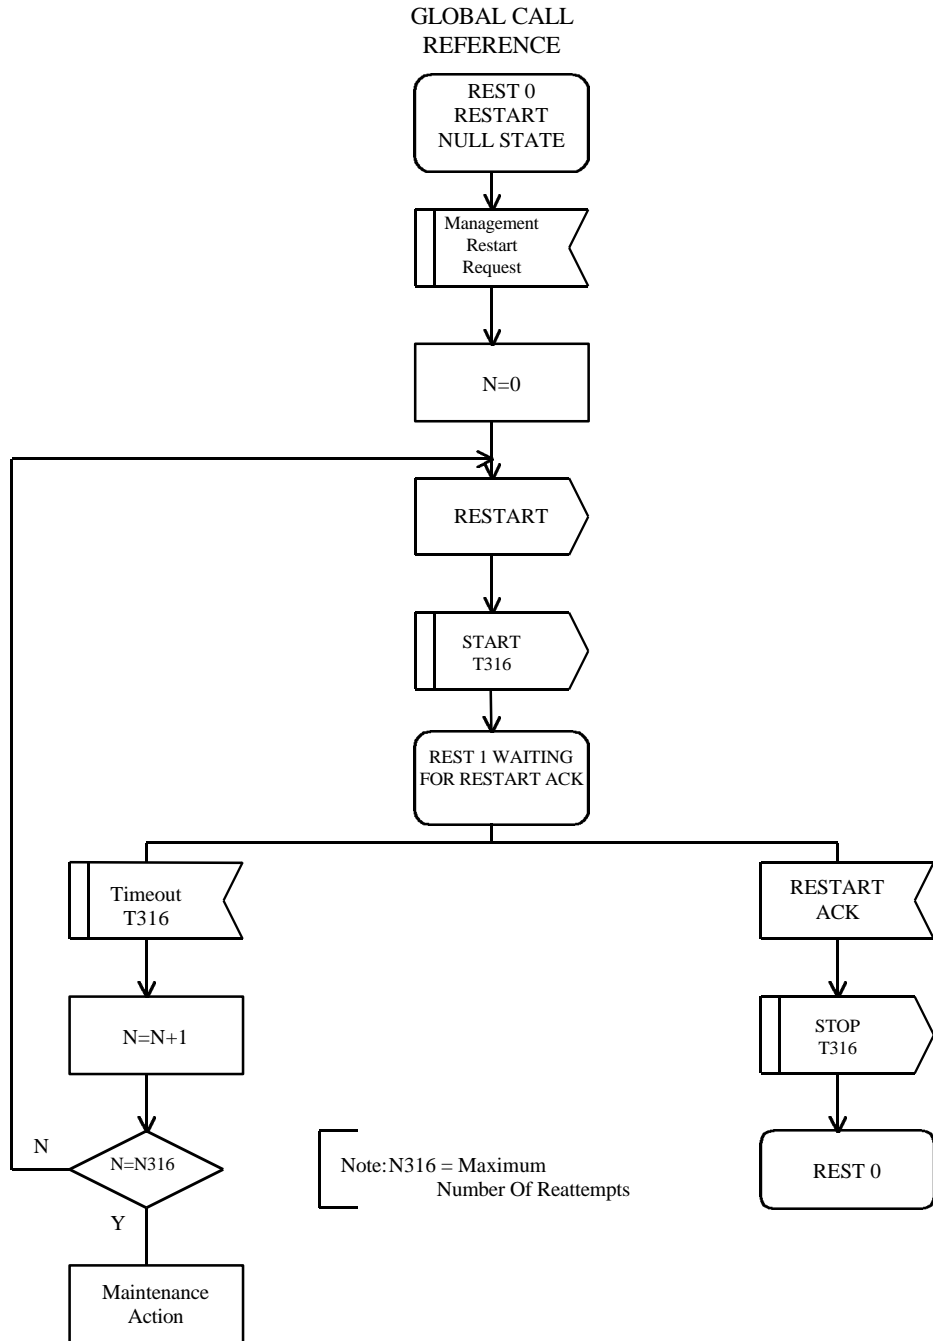 GLOBAL CALL
REFERENCE
REST 0
RESTART
NULL STATE
Management
Restart
Request
N=0
RESTART
START
T316
REST 1 WAITING
FOR RESTART ACK
Timeout
T316
RESTART
ACK
N=N+1
STOP
T316
N
N=N316
Note:N316 = Maximum
Number Of Reattempts
REST 0
Y
Maintenance
Action